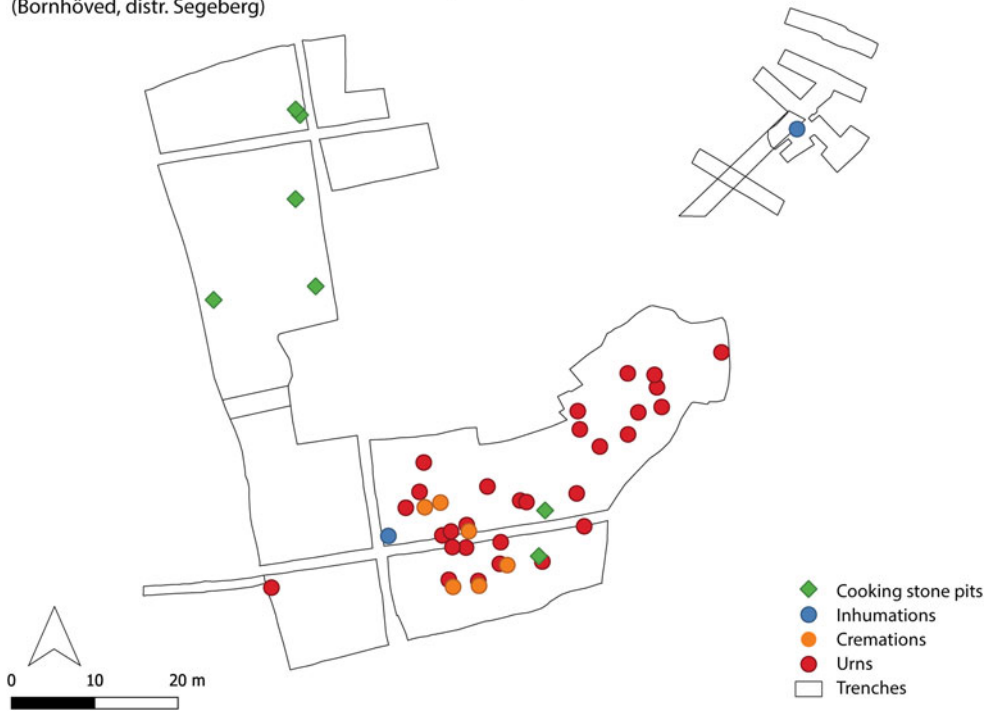 (Bornhöved, distr. Segeberg)
Cooking stone pits
Inhumations
Cremations
Urns
Trenches
0 10 20 m